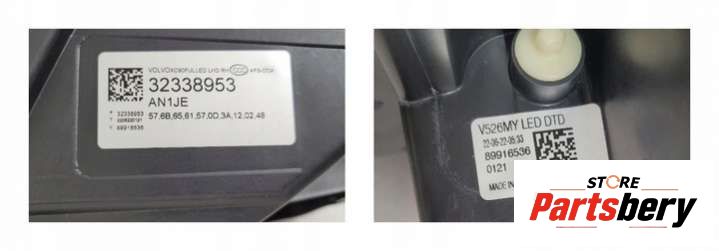 VOLVOXC90FULLED LHD RH
32338953
AN1JE
57,6B,65,61,57,0D,3A,12,02,48
32338953
89916536
V526MY LED DTD
89916536
0121
MADE IN
STORE
Partsbery